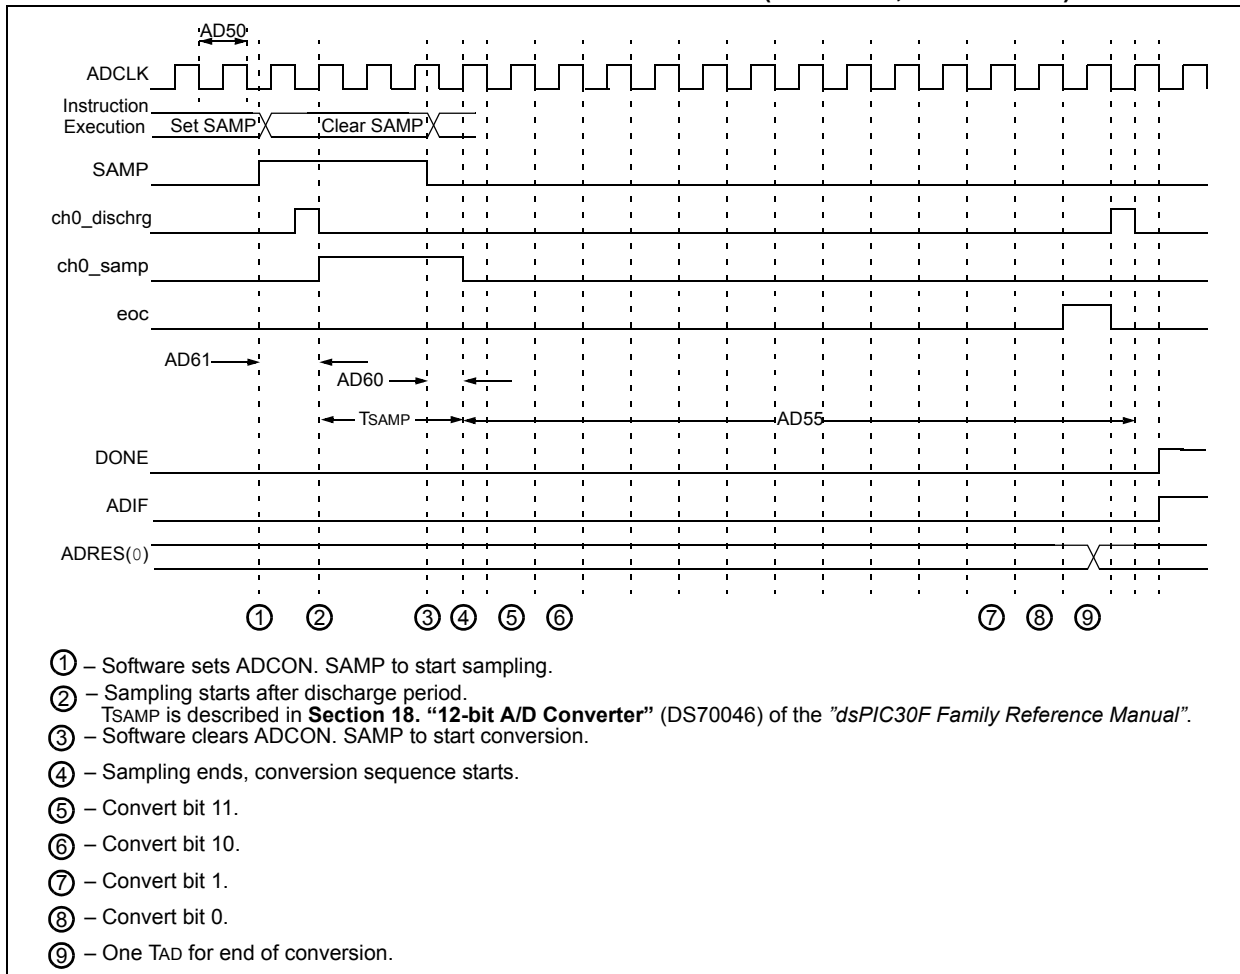 AD50
ADCLK
Instruction
Execution
Set SAMP
Clear SAMP
SAMP
ch0_dischrg
ch0_samp
eoc
AD61
AD60
TSAMP
AD55
DONE
ADIF
ADRES(0)
1 2 3 4 5 6 7 8 9
1 – Software sets ADCON. SAMP to start sampling.
2 – Sampling starts after discharge period.
TSAMP is described in Section 18. “12-bit A/D Converter” (DS70046) of the ”dsPIC30F Family Reference Manual”.
3 – Software clears ADCON. SAMP to start conversion.
4 – Sampling ends, conversion sequence starts.
5 – Convert bit 11.
6 – Convert bit 10.
7 – Convert bit 1.
8 – Convert bit 0.
9 – One TAD for end of conversion.